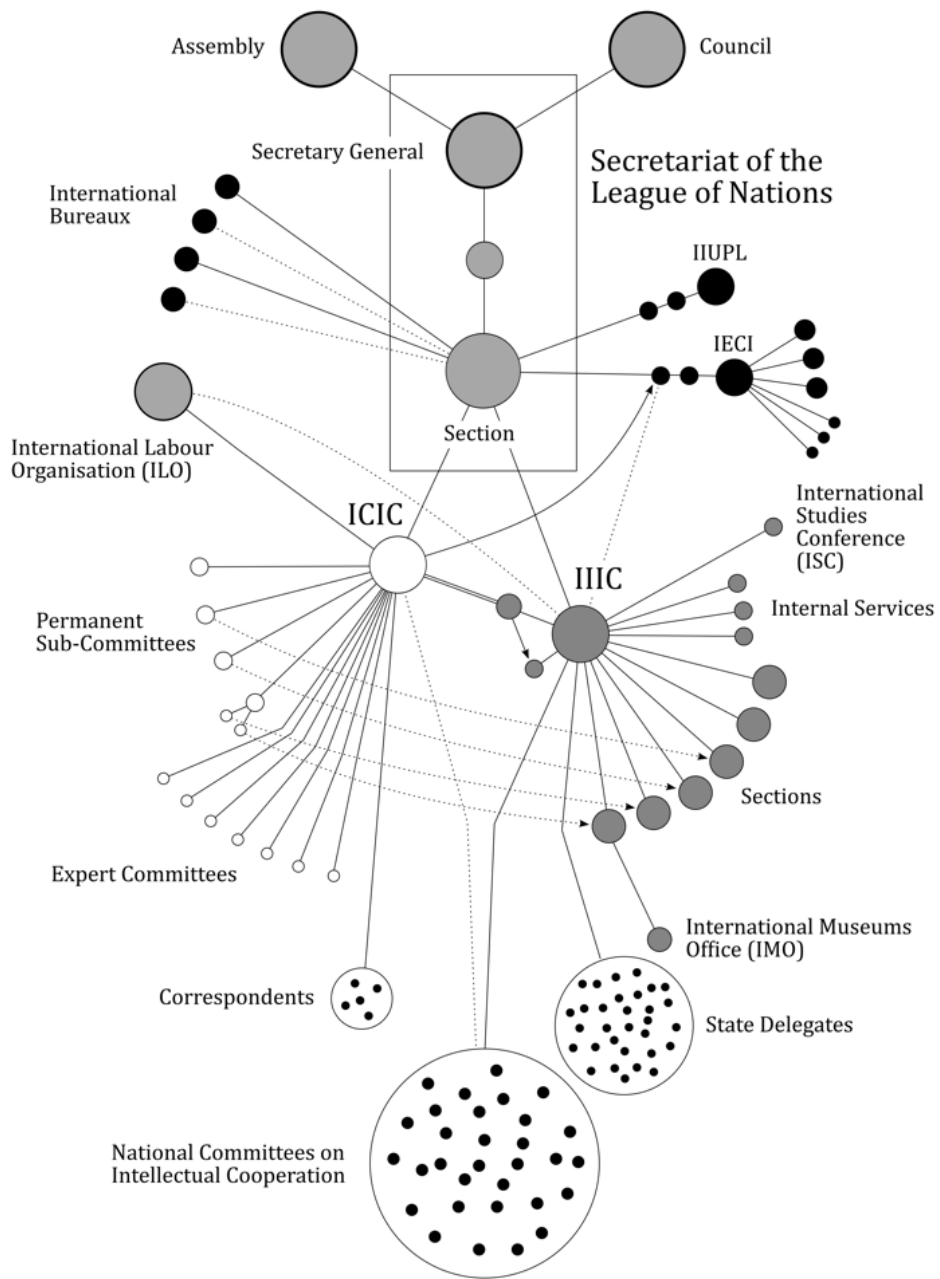 Assembly
Council
Secretary General
Secretariat of the
League of Nations
International
Bureaux
IIUPL
IECI
Section
International Labour
Organisation (ILO)
ICIC
International
Studies
Conference
(ISC)
IIIC
Internal Services
Permanent
Sub-Committees
Sections
Expert Committees
International Museums
Office (IMO)
Correspondents
State Delegates
National Committees on
Intellectual Cooperation